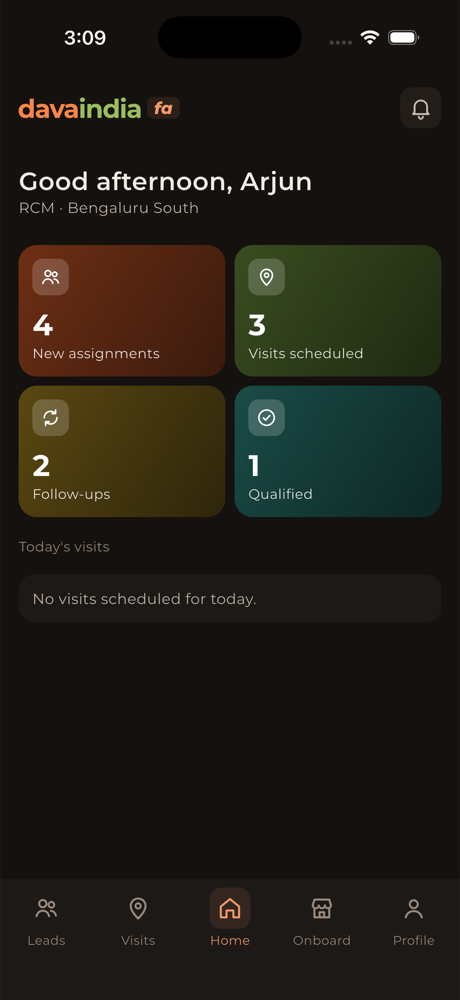 3:09
davaindia fa
Good afternoon, Arjun
RCM · Bengaluru South
4
New assignments
3
Visits scheduled
2
Follow-ups
1
Qualified
Today's visits
No visits scheduled for today.
Leads
Visits
Home
Onboard
Profile